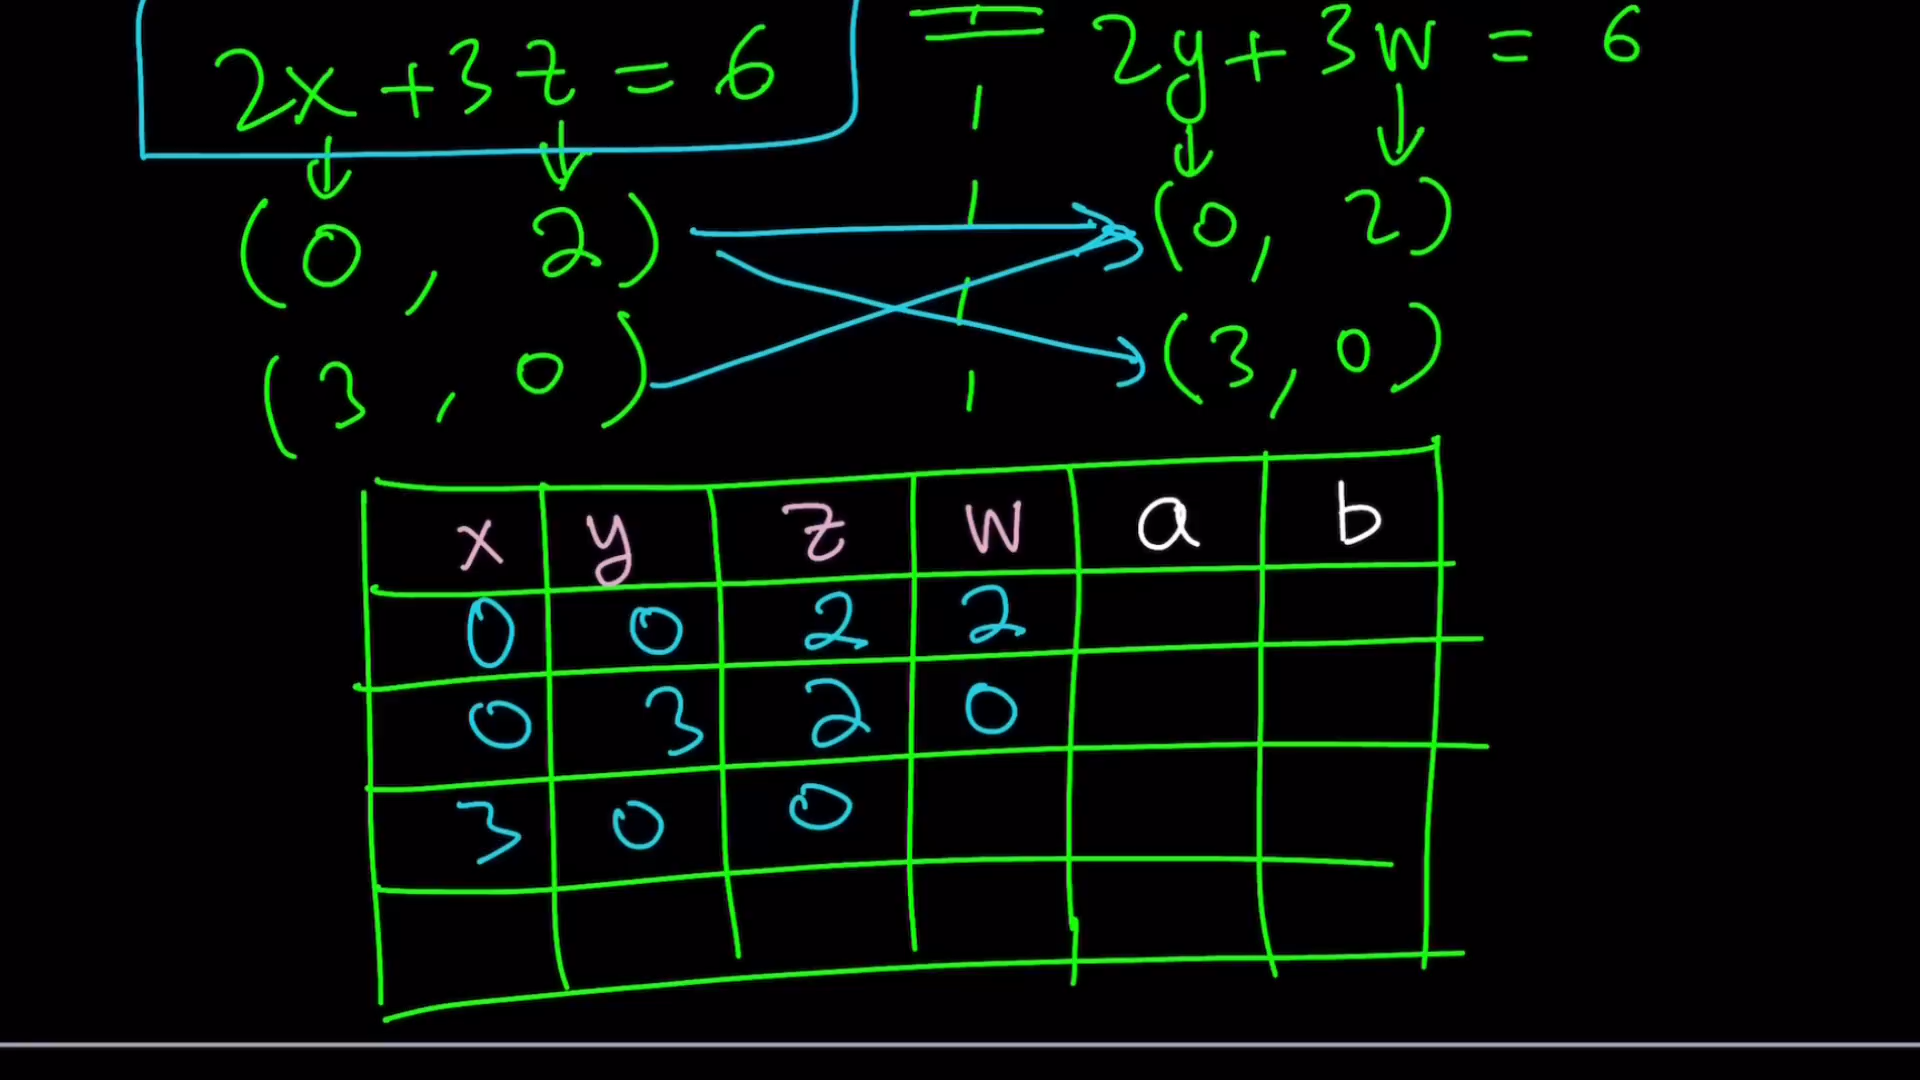 2x + 3z = 6 2y + 3w = 6
(0, 2) (0, 2)
(3, 0) (3, 0)
x y z w a b
0 0 2 2
0 3 2 0
3 0 0